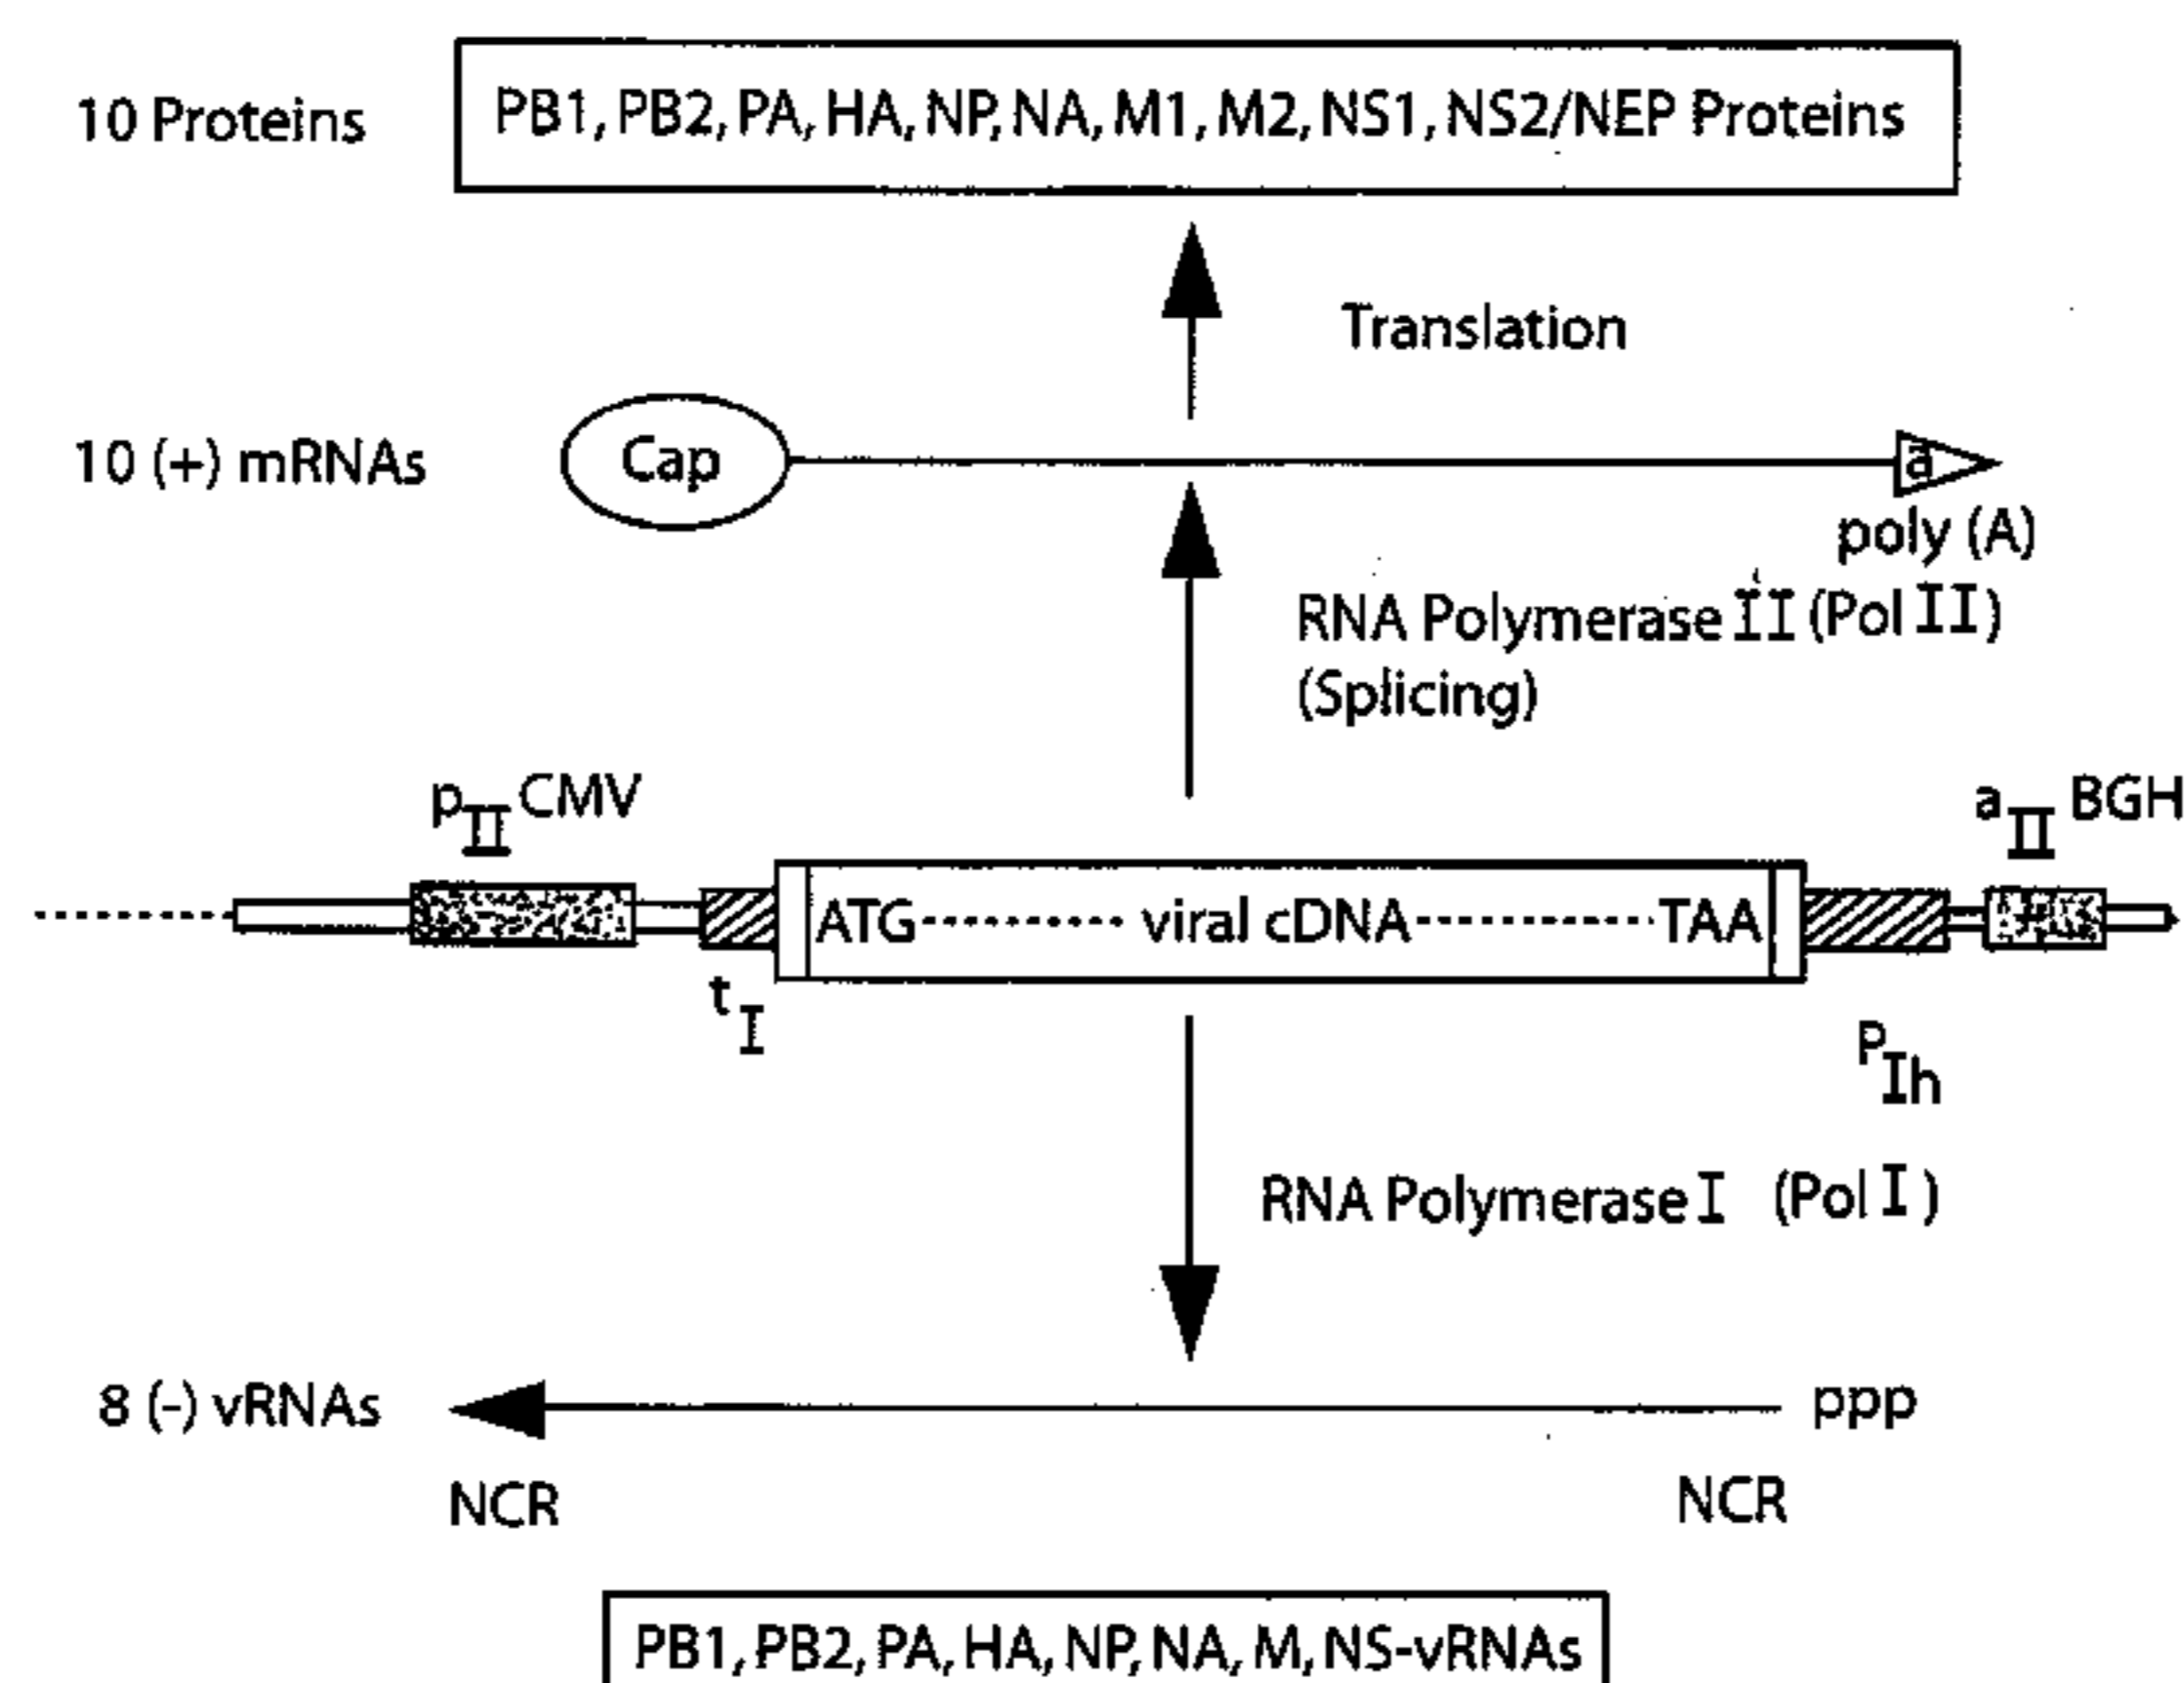 10 Proteins
PB1, PB2, PA, HA, NP, NA, M1, M2, NS1, NS2/NEP Proteins
Translation
10 (+) mRNAs
Cap
a
poly (A)
RNA Polymerase II (Pol II)
(Splicing)
pII CMV
aII BGH
ATG viral cDNA TAA
tI
PIh
RNA Polymerase I (Pol I)
8 (-) vRNAs
ppp
NCR
NCR
PB1, PB2, PA, HA, NP, NA, M, NS-vRNAs